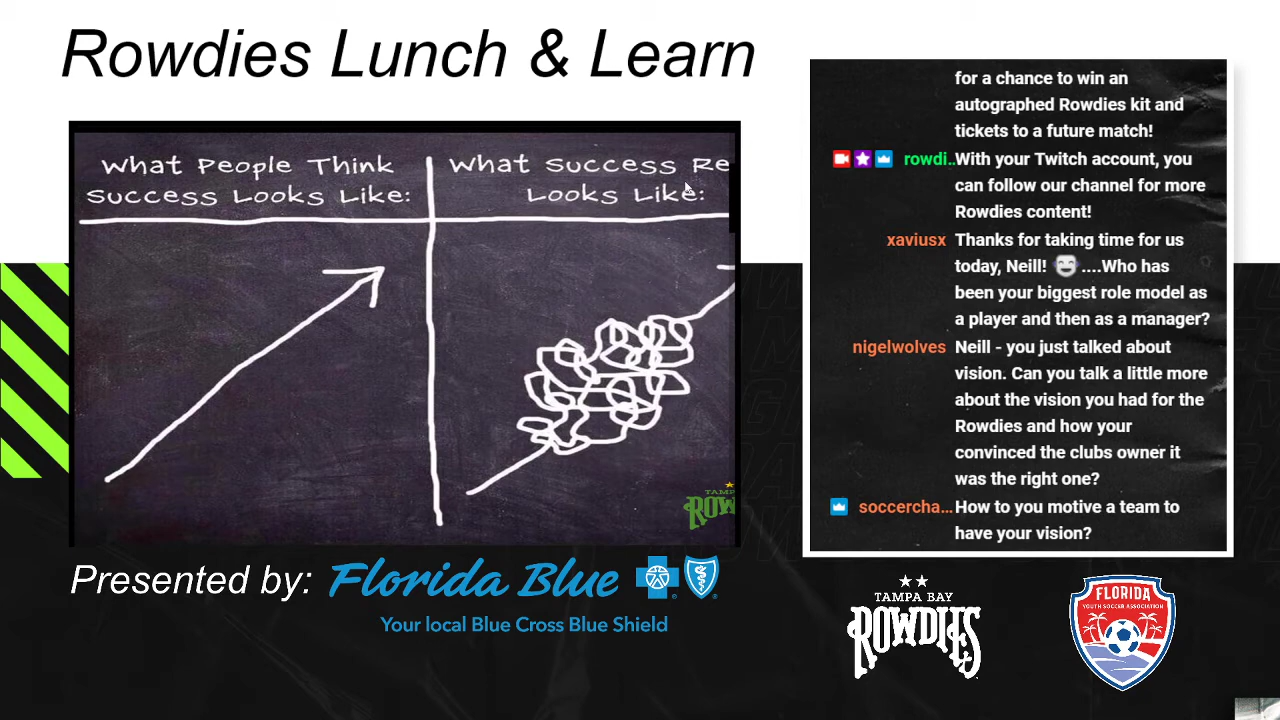 Rowdies Lunch & Learn
What People Think
Success Looks Like:
What Success Re
Looks Like:
TAMP
ROW
for a chance to win an
autographed Rowdies kit and
tickets to a future match!
rowdi.. With your Twitch account, you
can follow our channel for more
Rowdies content!
xaviusx Thanks for taking time for us
today, Neill! ....Who has
been your biggest role model as
a player and then as a manager?
nigelwolves Neill - you just talked about
vision. Can you talk a little more
about the vision you had for the
Rowdies and how your
convinced the clubs owner it
was the right one?
soccercha... How to you motive a team to
have your vision?
Presented by: Florida Blue
Your local Blue Cross Blue Shield
TAMPA BAY
ROWDIES
FLORIDA
YOUTH SOCCER ASSOCIATION